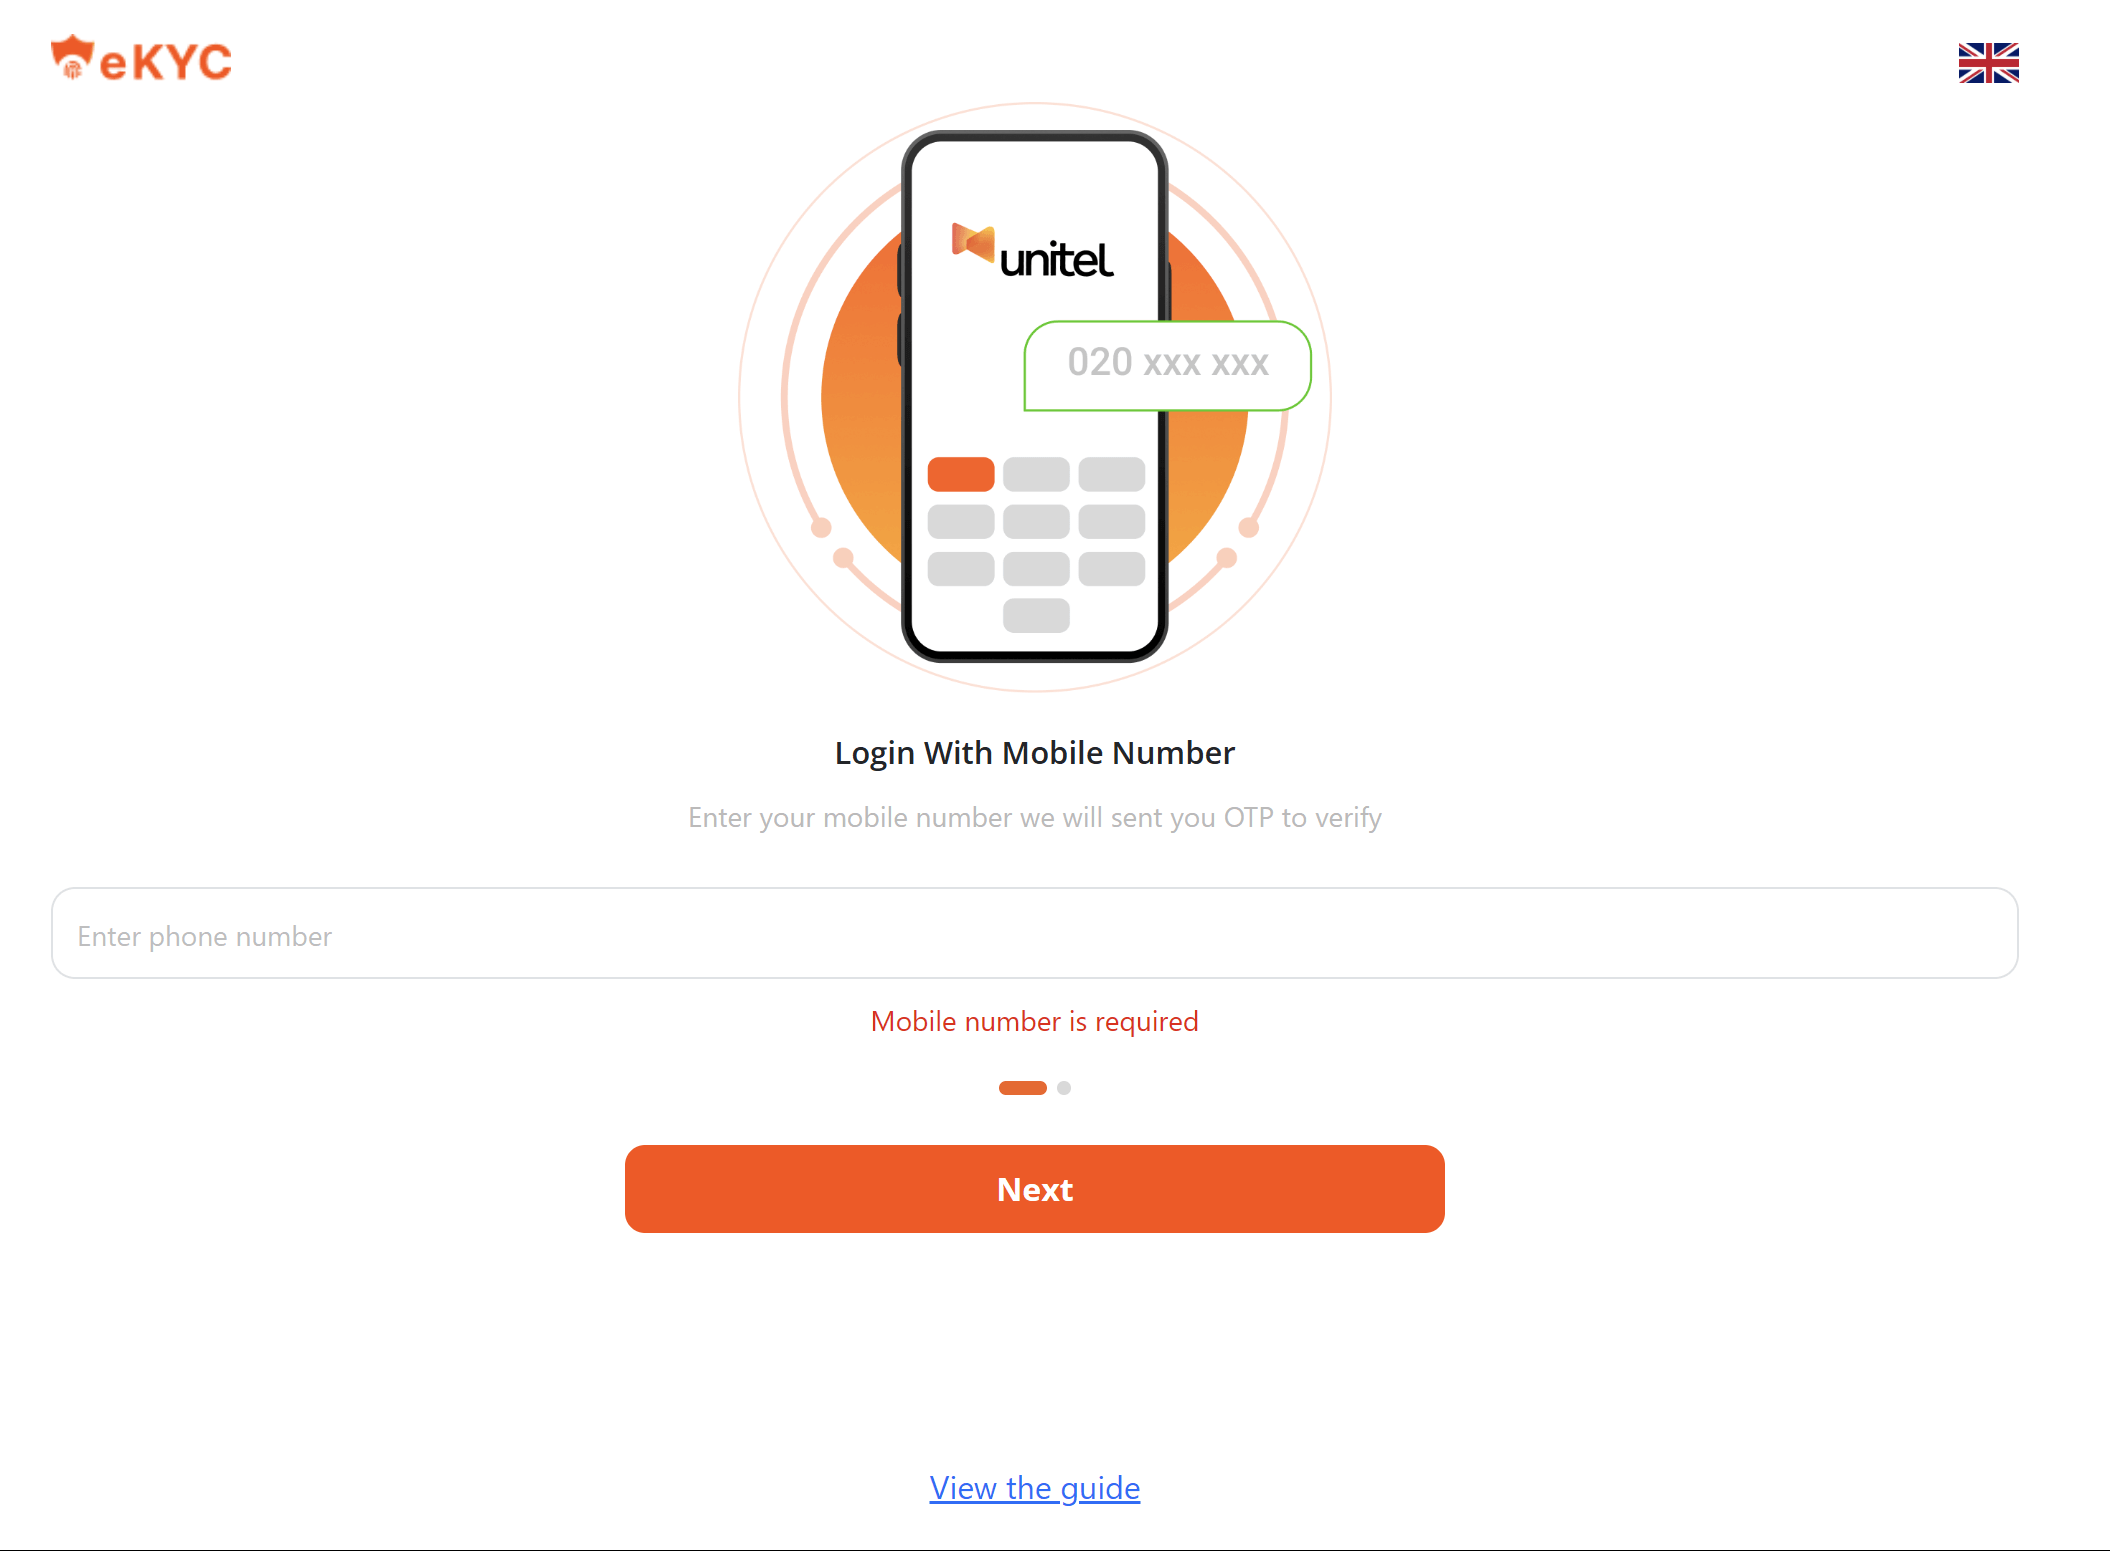 eKYC
unitel
020 xxx xxx
Login With Mobile Number
Enter your mobile number we will sent you OTP to verify
Enter phone number
Mobile number is required
Next
View the guide